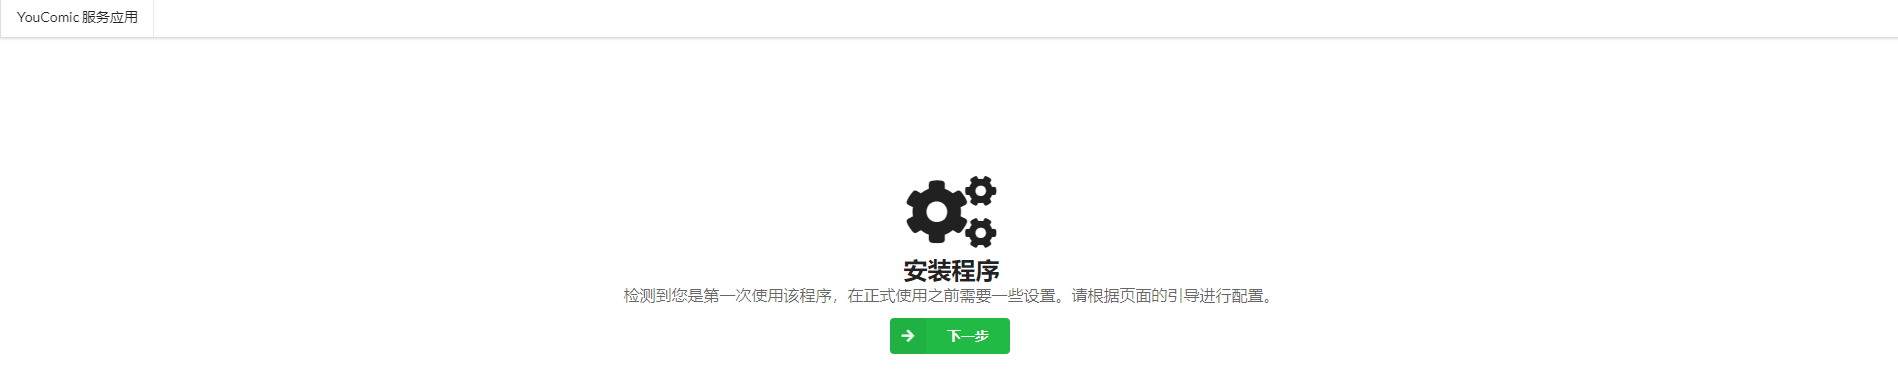 YouComic 服务应用
安装程序
检测到您是第一次使用该程序，在正式使用之前需要一些设置。请根据页面的引导进行配置。
下一步